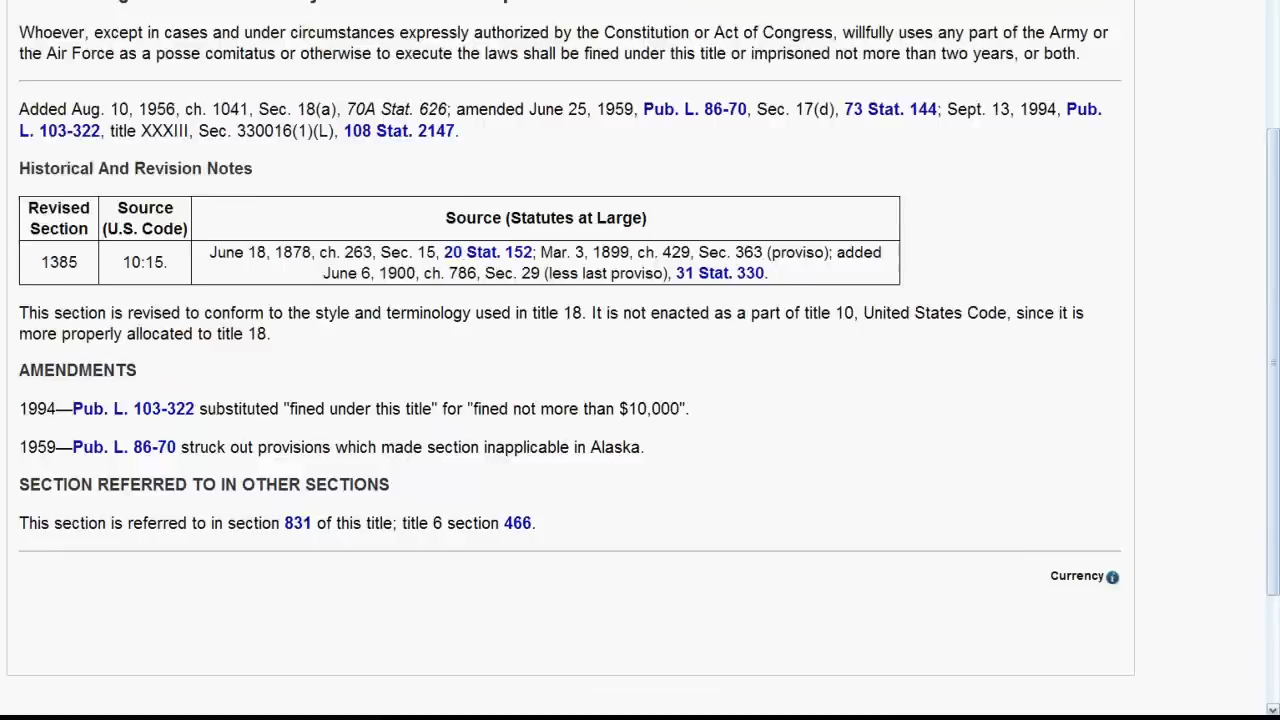 Whoever, except in cases and under circumstances expressly authorized by the Constitution or Act of Congress, willfully uses any part of the Army or
the Air Force as a posse comitatus or otherwise to execute the laws shall be fined under this title or imprisoned not more than two years, or both.
Added Aug. 10, 1956, ch. 1041, Sec. 18(a), 70A Stat. 626; amended June 25, 1959, Pub. L. 86-70, Sec. 17(d), 73 Stat. 144; Sept. 13, 1994, Pub.
L. 103-322, title XXXIII, Sec. 330016(1)(L), 108 Stat. 2147.
Historical And Revision Notes
Revised Section
Source (U.S. Code)
Source (Statutes at Large)
1385
10:15.
June 18, 1878, ch. 263, Sec. 15, 20 Stat. 152; Mar. 3, 1899, ch. 429, Sec. 363 (proviso); added
June 6, 1900, ch. 786, Sec. 29 (less last proviso), 31 Stat. 330.
This section is revised to conform to the style and terminology used in title 18. It is not enacted as a part of title 10, United States Code, since it is
more properly allocated to title 18.
AMENDMENTS
1994—Pub. L. 103-322 substituted "fined under this title" for "fined not more than $10,000".
1959—Pub. L. 86-70 struck out provisions which made section inapplicable in Alaska.
SECTION REFERRED TO IN OTHER SECTIONS
This section is referred to in section 831 of this title; title 6 section 466.
Currency